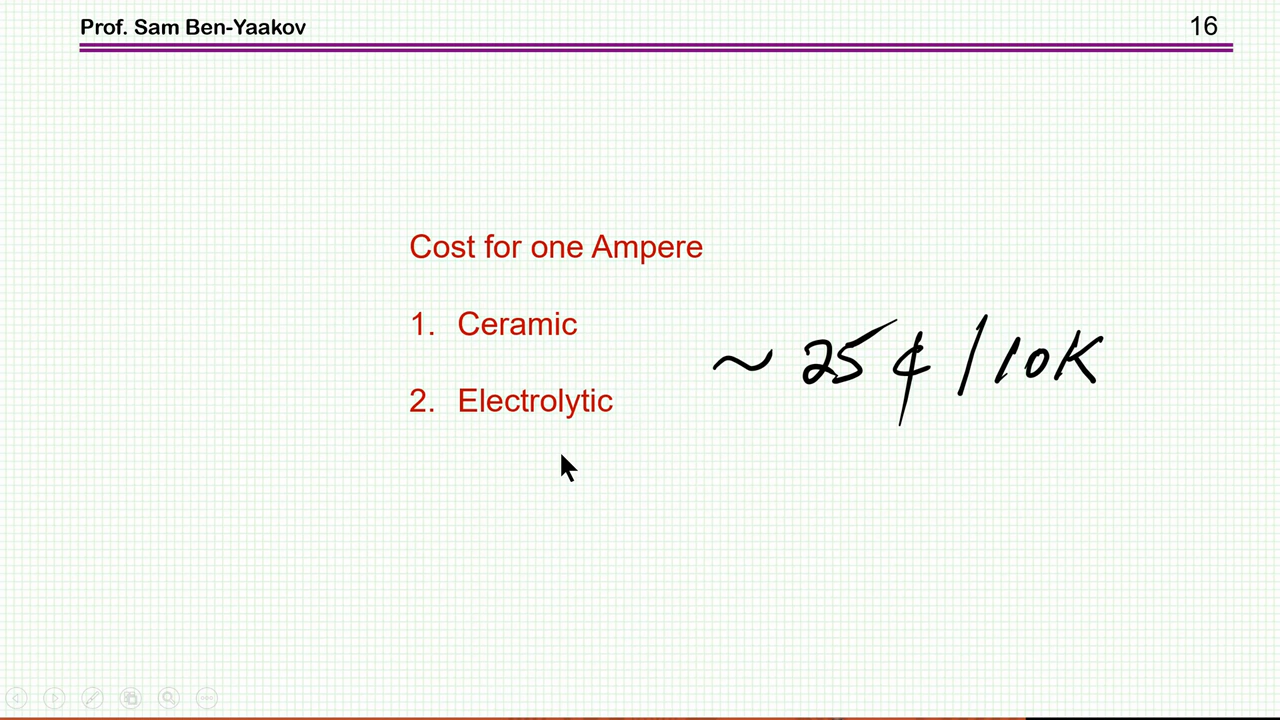 Prof. Sam Ben-Yaakov
16
Cost for one Ampere
1. Ceramic
~ 25 ¢ / 10K
2. Electrolytic